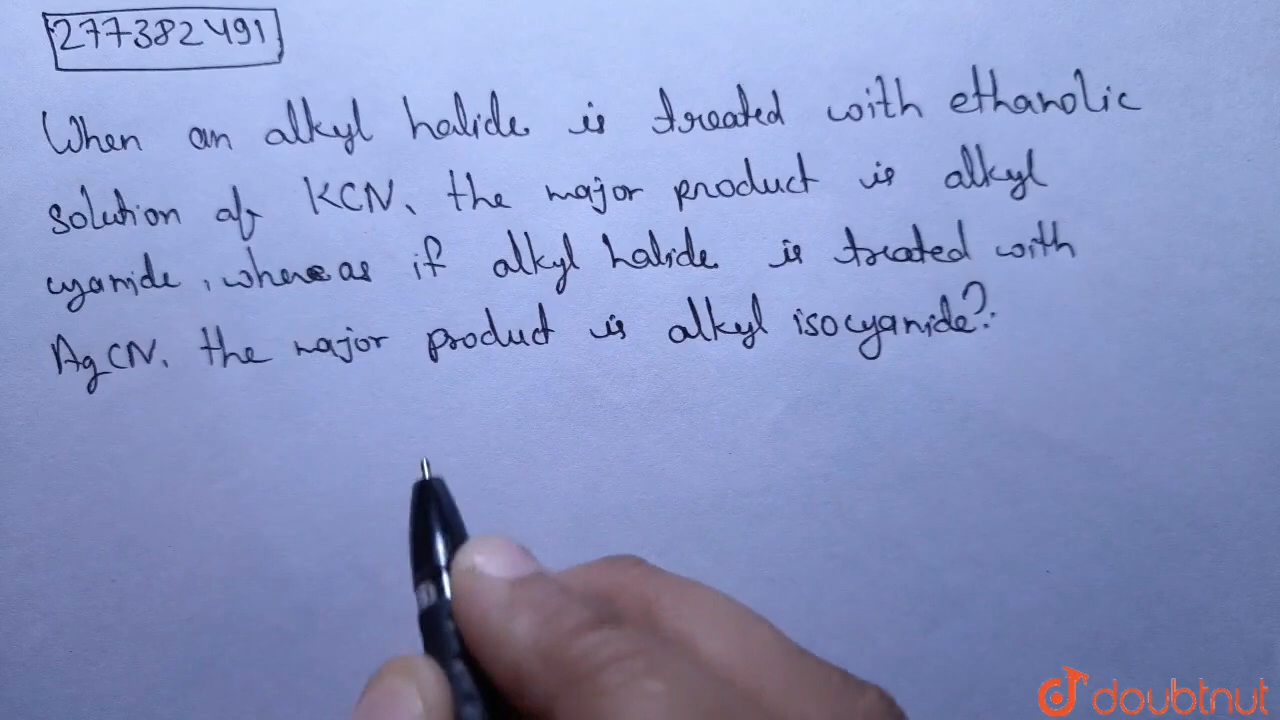 277382491
When an alkyl halide is treated with ethanolic
solution of KCN, the major product is alkyl
cyanide, whereas if alkyl halide is treated with
AgCN, the major product is alkyl isocyanide?.
doubtnut